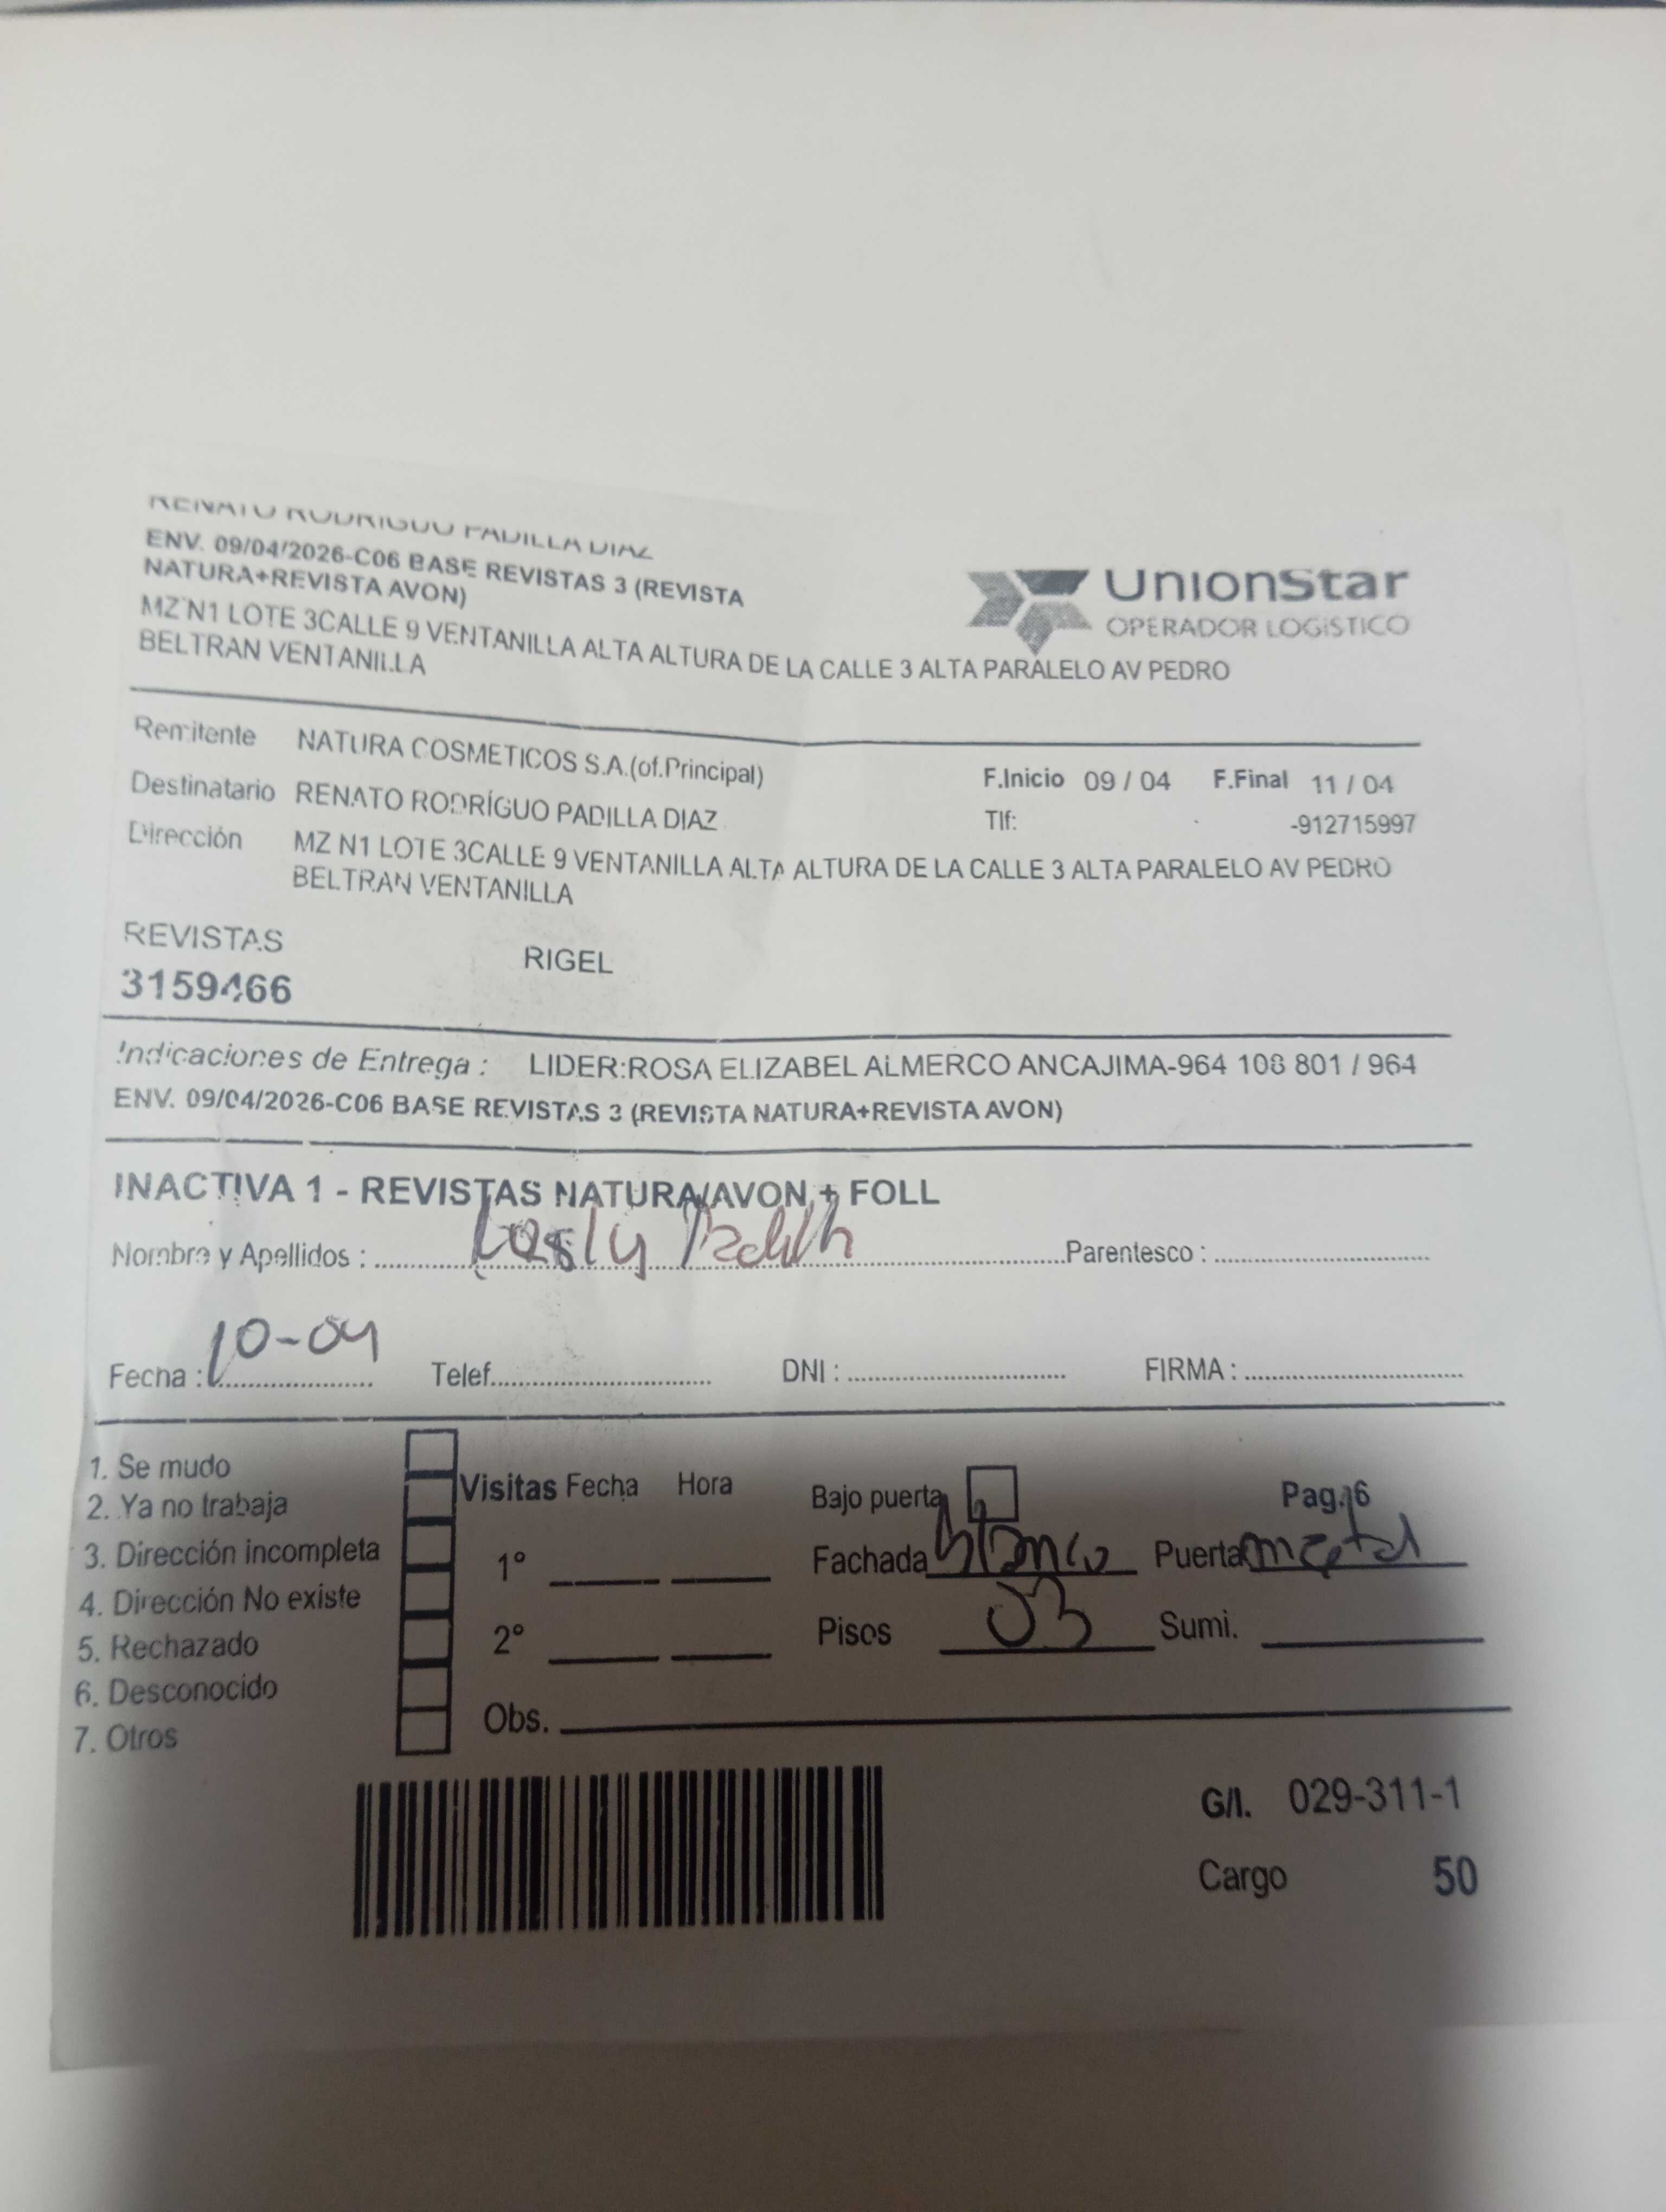 RENATO RODRIGUO PADILLA DIAZ
ENV. 09/04/2026-C06 BASE REVISTAS 3 (REVISTA
NATURA+REVISTA AVON)
MZ N1 LOTE 3CALLE 9 VENTANILLA ALTA ALTURA DE LA CALLE 3 ALTA PARALELO AV PEDRO
BELTRAN VENTANILLA
UnionStar
OPERADOR LOGISTICO
Remitente NATURA COSMETICOS S.A.(of.Principal)
F.Inicio 09 / 04 F.Final 11 / 04
Destinatario RENATO RODRÍGUO PADILLA DIAZ
Tlf: -912715997
Dirección MZ N1 LOTE 3CALLE 9 VENTANILLA ALTA ALTURA DE LA CALLE 3 ALTA PARALELO AV PEDRO
BELTRAN VENTANILLA
REVISTAS
RIGEL
3159466
Indicaciones de Entrega : LIDER:ROSA ELIZABEL ALMERCO ANCAJIMA-964 108 801 / 964
ENV. 09/04/2026-C06 BASE REVISTAS 3 (REVISTA NATURA+REVISTA AVON)
INACTIVA 1 - REVISTAS NATURA/AVON + FOLL
Nombre y Apellidos : Parentesco :
Fecha : 10-04 Telef. DNI : FIRMA :
1. Se mudo
2. Ya no trabaja
3. Dirección incompleta
4. Dirección No existe
5. Rechazado
6. Desconocido
7. Otros
Visitas Fecha Hora
1°
2°
Obs.
Bajo puerta Pag. 16
Fachada blanco Puerta metal
Pisos 03 Sumi.
G/I. 029-311-1
Cargo 50